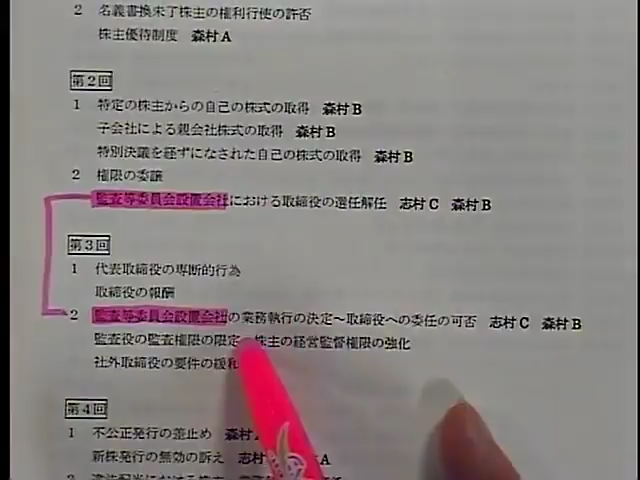 2 名義書換未了株主の権利行使の許否
株主優待制度 森村A
第2回
1 特定の株主からの自己の株式の取得 森村B
子会社による親会社株式の取得 森村B
特別決議を経ずになされた自己の株式の取得 森村B
2 権限の委譲
監査等委員会設置会社における取締役の選任解任 志村C 森村B
第3回
1 代表取締役の専断的行為
取締役の報酬
2 監査等委員会設置会社の業務執行の決定〜取締役への委任の可否 志村C 森村B
監査役の監査権限の限定 株主の経営監督権限の強化
社外取締役の要件の緩和
第4回
1 不公正発行の差止め 森村
新株発行の無効の訴え 志村 A